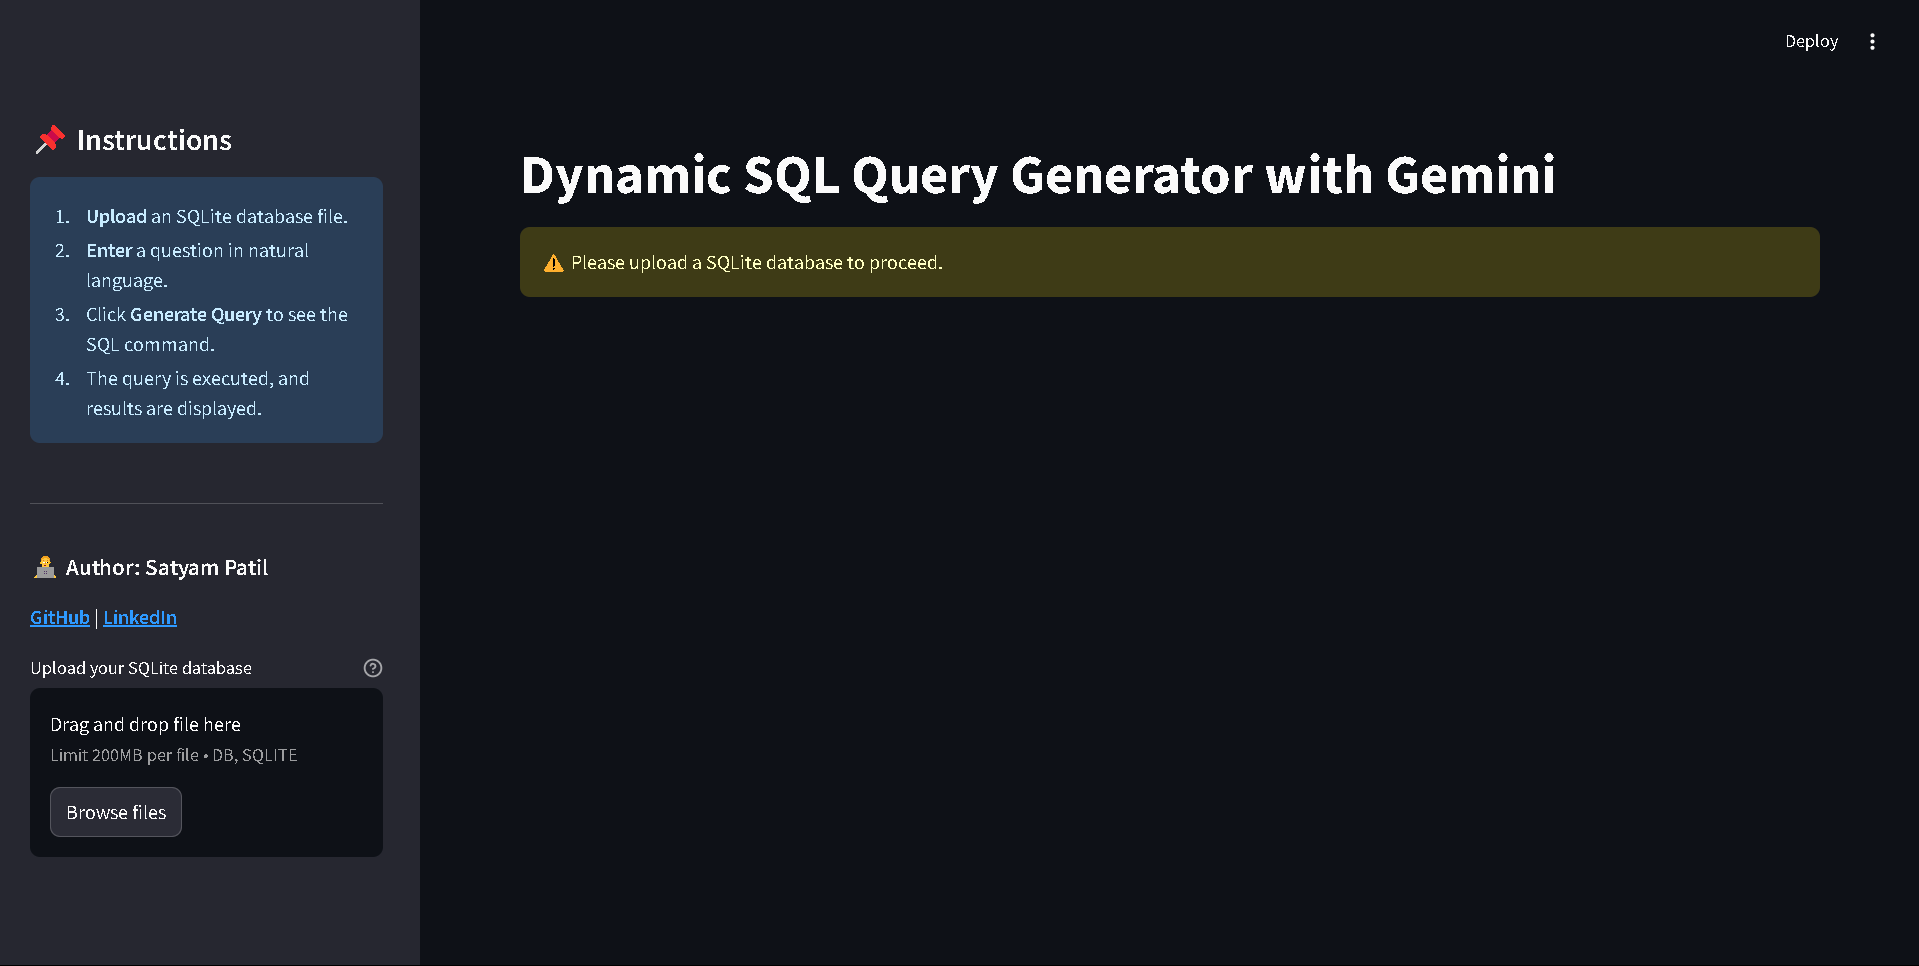 Deploy
📌 Instructions
1. Upload an SQLite database file.
2. Enter a question in natural
language.
3. Click Generate Query to see the
SQL command.
4. The query is executed, and
results are displayed.
👨‍💻 Author: Satyam Patil
GitHub | LinkedIn
Upload your SQLite database
Drag and drop file here
Limit 200MB per file • DB, SQLITE
Browse files
Dynamic SQL Query Generator with Gemini
⚠️ Please upload a SQLite database to proceed.